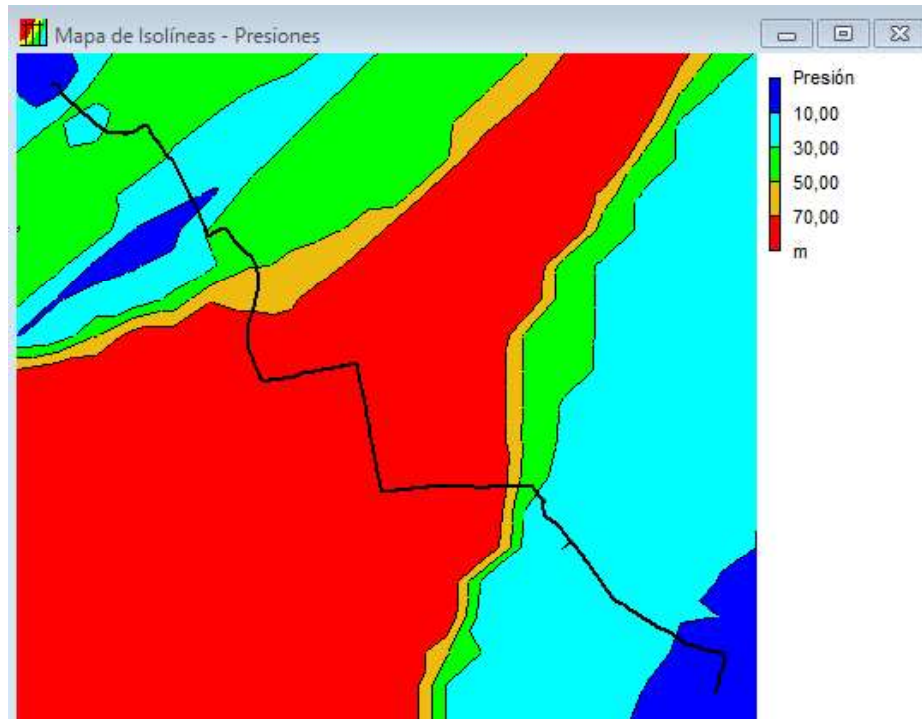 Mapa de Isolíneas - Presiones
Presión
10,00
30,00
50,00
70,00
m